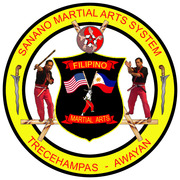 SANANO MARTIAL ARTS SYSTEM
FILIPINO
MARTIAL ARTS
TRECEHAMPAS - AWAYAN